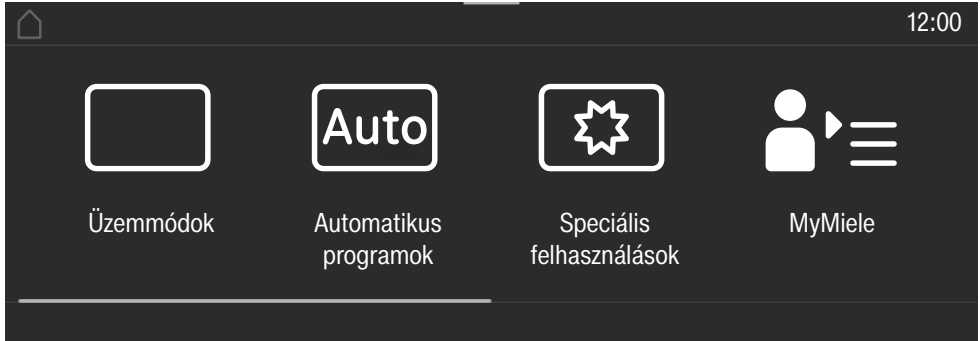 12:00
Auto
Üzemmódok
Automatikus
programok
Speciális
felhasználások
MyMiele